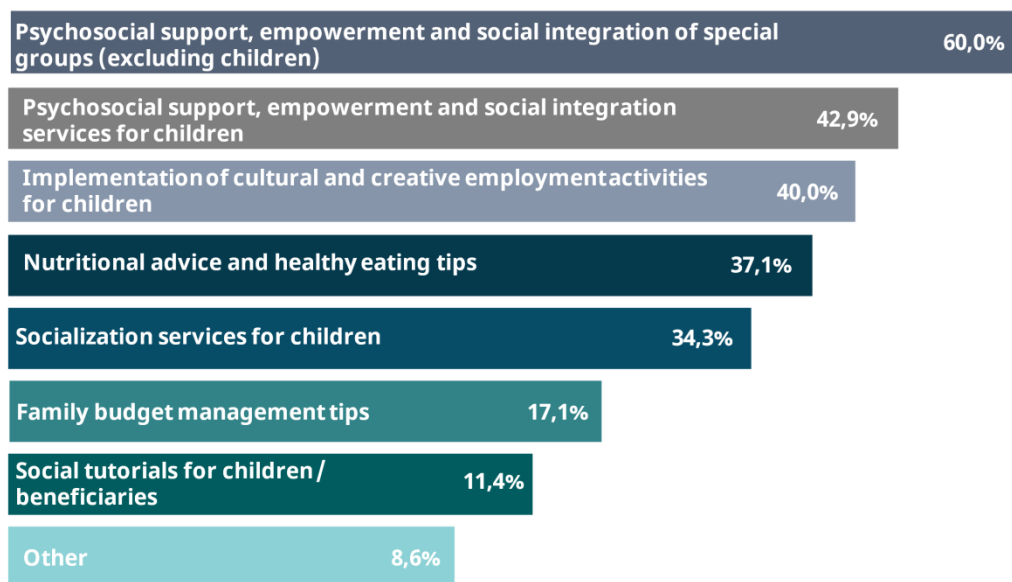 Psychosocial support, empowerment and social integration of special
groups (excluding children)
60,0%
Psychosocial support, empowerment and social integration
services for children
42,9%
Implementation of cultural and creative employment activities
for children
40,0%
Nutritional advice and healthy eating tips
37,1%
Socialization services for children
34,3%
Family budget management tips
17,1%
Social tutorials for children /
beneficiaries
11,4%
Other
8,6%